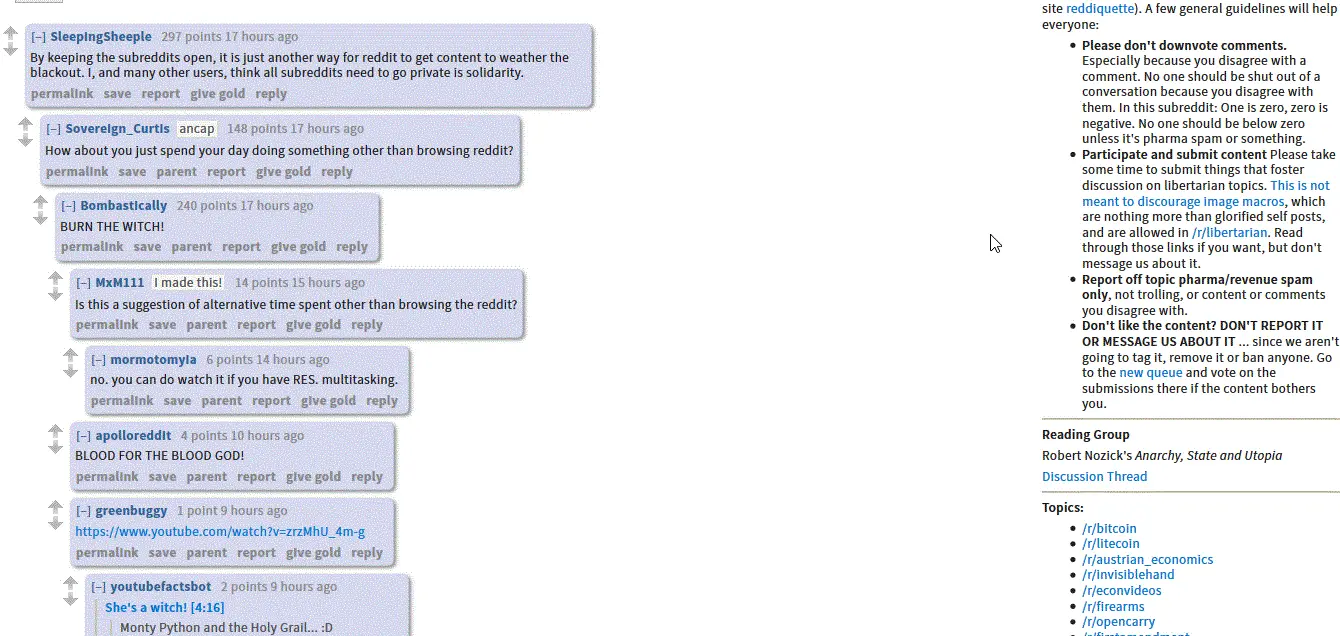 [–] SleepingSheeple 297 points 17 hours ago
By keeping the subreddits open, it is just another way for reddit to get content to weather the
blackout. I, and many other users, think all subreddits need to go private is solidarity.
permalink save report give gold reply
[–] Sovereign_Curtis ancap 148 points 17 hours ago
How about you just spend your day doing something other than browsing reddit?
permalink save parent report give gold reply
[–] Bombastically 240 points 17 hours ago
BURN THE WITCH!
permalink save parent report give gold reply
[–] MxM111 I made this! 14 points 15 hours ago
Is this a suggestion of alternative time spent other than browsing the reddit?
permalink save parent report give gold reply
[–] mormotomyia 6 points 14 hours ago
no. you can do watch it if you have RES. multitasking.
permalink save parent report give gold reply
[–] apolloreddit 4 points 10 hours ago
BLOOD FOR THE BLOOD GOD!
permalink save parent report give gold reply
[–] greenbuggy 1 point 9 hours ago
https://www.youtube.com/watch?v=zrzMhU_4m-g
permalink save parent report give gold reply
[–] youtubefactsbot 2 points 9 hours ago
She's a witch! [4:16]
Monty Python and the Holy Grail... :D
site reddiquette). A few general guidelines will help
everyone:
• Please don't downvote comments.
Especially because you disagree with a
comment. No one should be shut out of a
conversation because you disagree with
them. In this subreddit: One is zero, zero is
negative. No one should be below zero
unless it's pharma spam or something.
• Participate and submit content Please take
some time to submit things that foster
discussion on libertarian topics. This is not
meant to discourage image macros, which
are nothing more than glorified self posts,
and are allowed in /r/libertarian. Read
through those links if you want, but don't
message us about it.
• Report off topic pharma/revenue spam
only, not trolling, or content or comments
you disagree with.
• Don't like the content? DON'T REPORT IT
OR MESSAGE US ABOUT IT ... since we aren't
going to tag it, remove it or ban anyone. Go
to the new queue and vote on the
submissions there if the content bothers
you.
Reading Group
Robert Nozick's Anarchy, State and Utopia
Discussion Thread
Topics:
• /r/bitcoin
• /r/litecoin
• /r/austrian_economics
• /r/invisiblehand
• /r/econvideos
• /r/firearms
• /r/opencarry